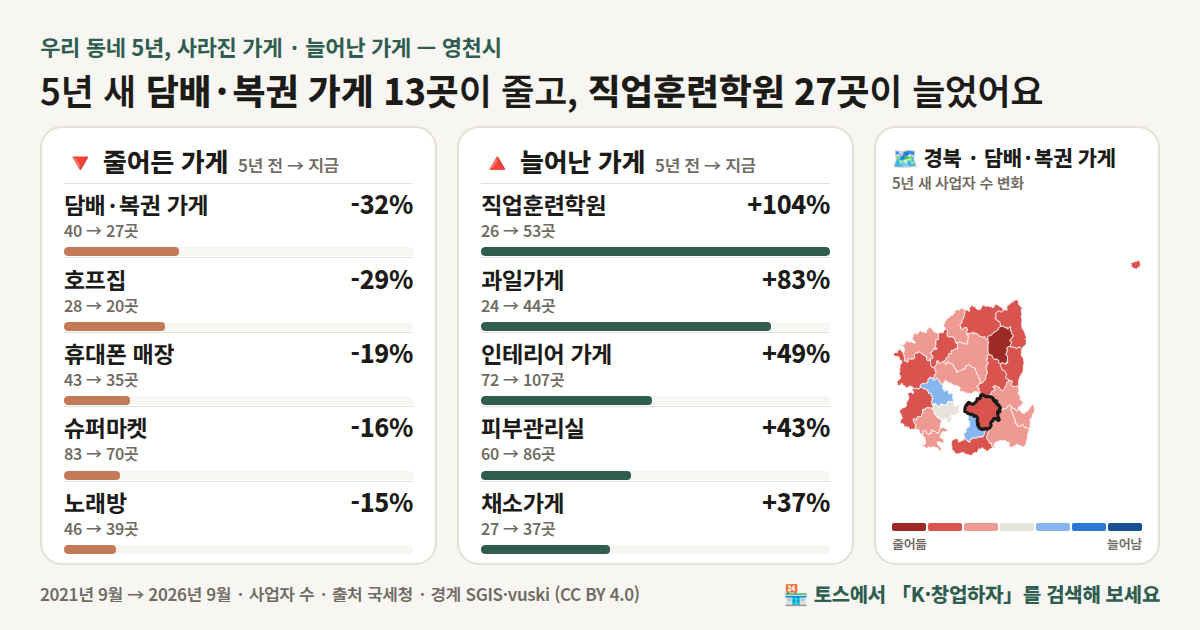 우리 동네 5년, 사라진 가게 · 늘어난 가게 — 영천시
5년 새 담배·복권 가게 13곳이 줄고, 직업훈련학원 27곳이 늘었어요
🔻 줄어든 가게 5년 전 → 지금
담배·복권 가게 -32%
40 → 27곳
호프집 -29%
28 → 20곳
휴대폰 매장 -19%
43 → 35곳
슈퍼마켓 -16%
83 → 70곳
노래방 -15%
46 → 39곳
🔺 늘어난 가게 5년 전 → 지금
직업훈련학원 +104%
26 → 53곳
과일가게 +83%
24 → 44곳
인테리어 가게 +49%
72 → 107곳
피부관리실 +43%
60 → 86곳
채소가게 +37%
27 → 37곳
🗺️ 경북 · 담배·복권 가게
5년 새 사업자 수 변화
줄어듦 늘어남
2021년 9월 → 2026년 9월 · 사업자 수 · 출처 국세청 · 경계 SGIS·vuski (CC BY 4.0)
🏪 토스에서 「K·창업하자」를 검색해 보세요